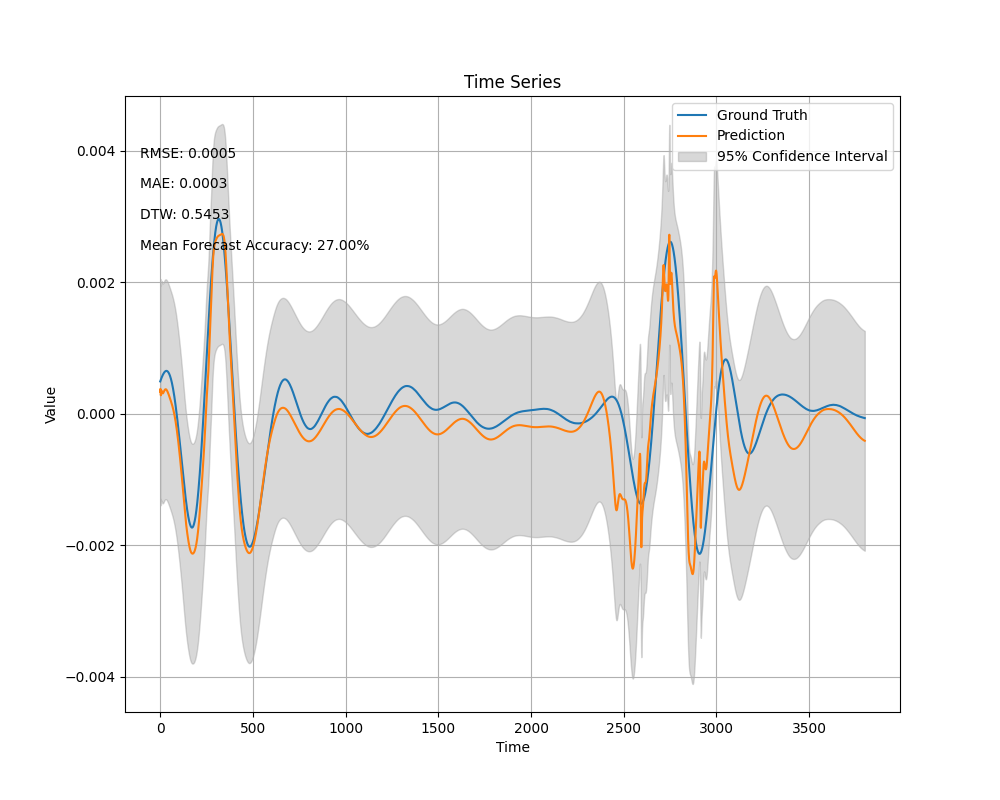 Time Series
Ground Truth
Prediction
95% Confidence Interval
RMSE: 0.0005
MAE: 0.0003
DTW: 0.5453
Mean Forecast Accuracy: 27.00%
Value
0.004
0.002
0.000
−0.002
−0.004
0 500 1000 1500 2000 2500 3000 3500
Time